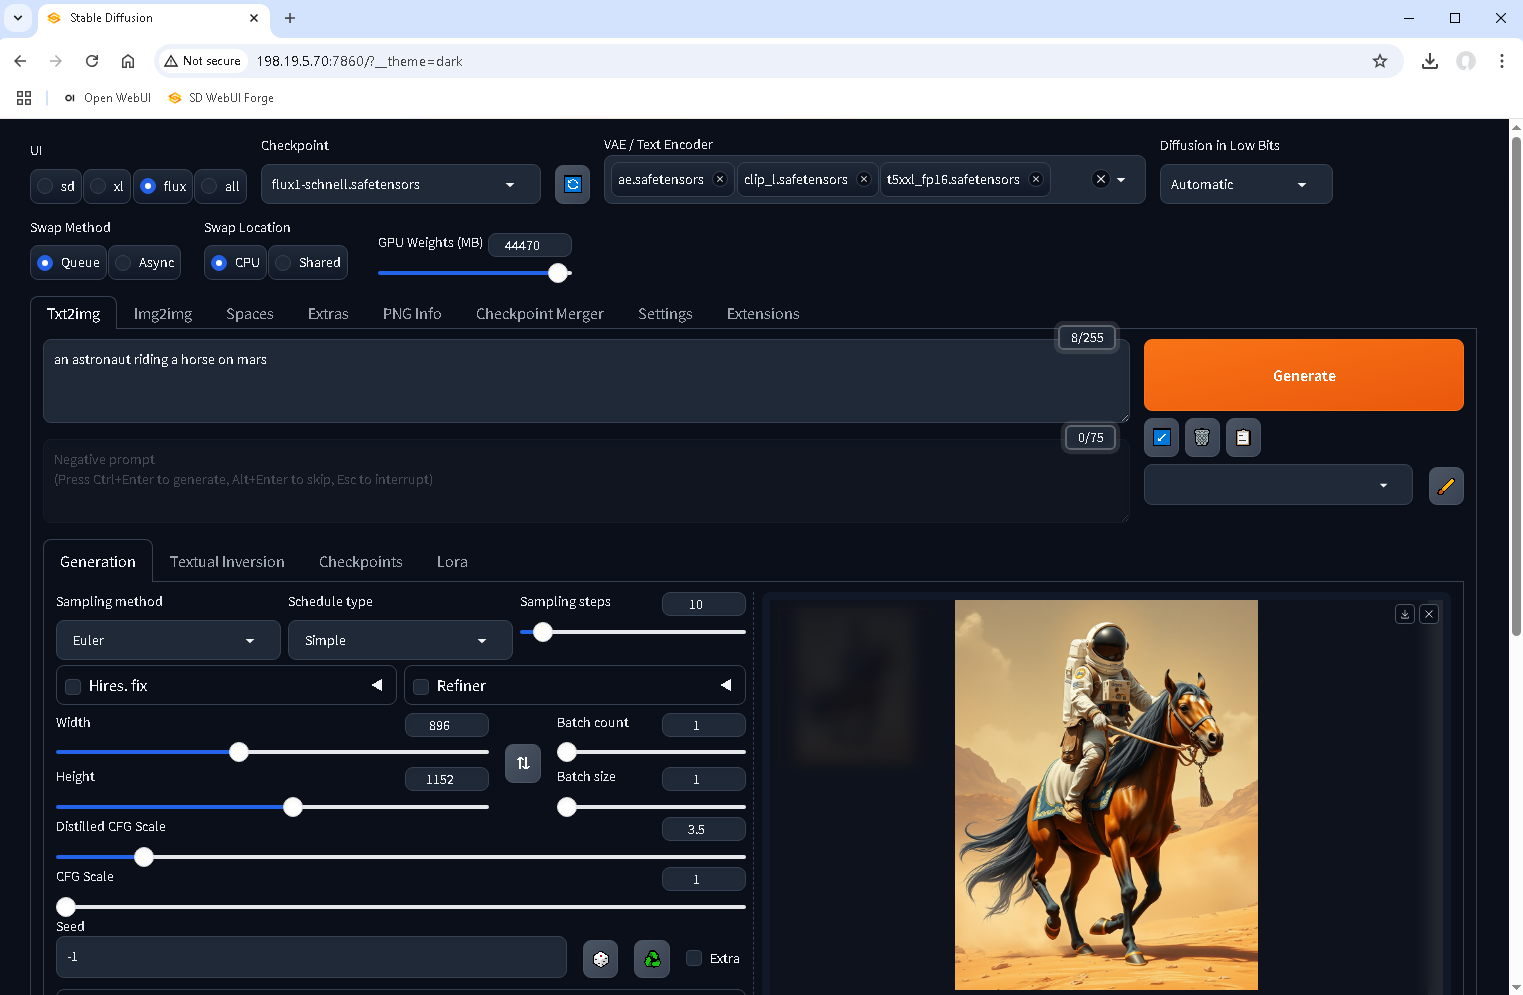 Stable Diffusion
Not secure
198.19.5.70:7860/?__theme=dark
OI Open WebUI
SD WebUI Forge
UI
sd
xl
flux
all
Checkpoint
flux1-schnell.safetensors
VAE / Text Encoder
ae.safetensors
clip_l.safetensors
t5xxl_fp16.safetensors
Diffusion in Low Bits
Automatic
Swap Method
Queue
Async
Swap Location
CPU
Shared
GPU Weights (MB)
44470
Txt2img
Img2img
Spaces
Extras
PNG Info
Checkpoint Merger
Settings
Extensions
8/255
an astronaut riding a horse on mars
Generate
0/75
Negative prompt
(Press Ctrl+Enter to generate, Alt+Enter to skip, Esc to interrupt)
Generation
Textual Inversion
Checkpoints
Lora
Sampling method
Euler
Schedule type
Simple
Sampling steps
10
Hires. fix
Refiner
Width
896
Batch count
1
Height
1152
Batch size
1
Distilled CFG Scale
3.5
CFG Scale
1
Seed
-1
Extra